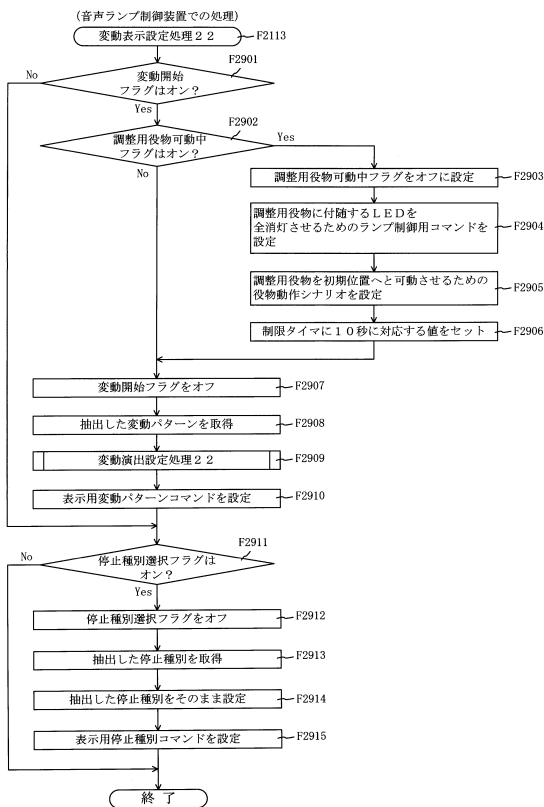 (音声ランプ制御装置での処理)
変動表示設定処理22
F2113
F2901
変動開始
フラグはオン?
No
Yes
F2902
調整用役物可動中
フラグはオン?
Yes
No
調整用役物可動中フラグをオフに設定
F2903
調整用役物に付随するLEDを
全消灯させるためのランプ制御用コマンドを
設定
F2904
調整用役物を初期位置へと可動させるための
役物動作シナリオを設定
F2905
制限タイマに10秒に対応する値をセット
F2906
変動開始フラグをオフ
F2907
抽出した変動パターンを取得
F2908
変動演出設定処理22
F2909
表示用変動パターンコマンドを設定
F2910
F2911
停止種別選択フラグは
オン?
No
Yes
停止種別選択フラグをオフ
F2912
抽出した停止種別を取得
F2913
抽出した停止種別をそのまま設定
F2914
表示用停止種別コマンドを設定
F2915
終了